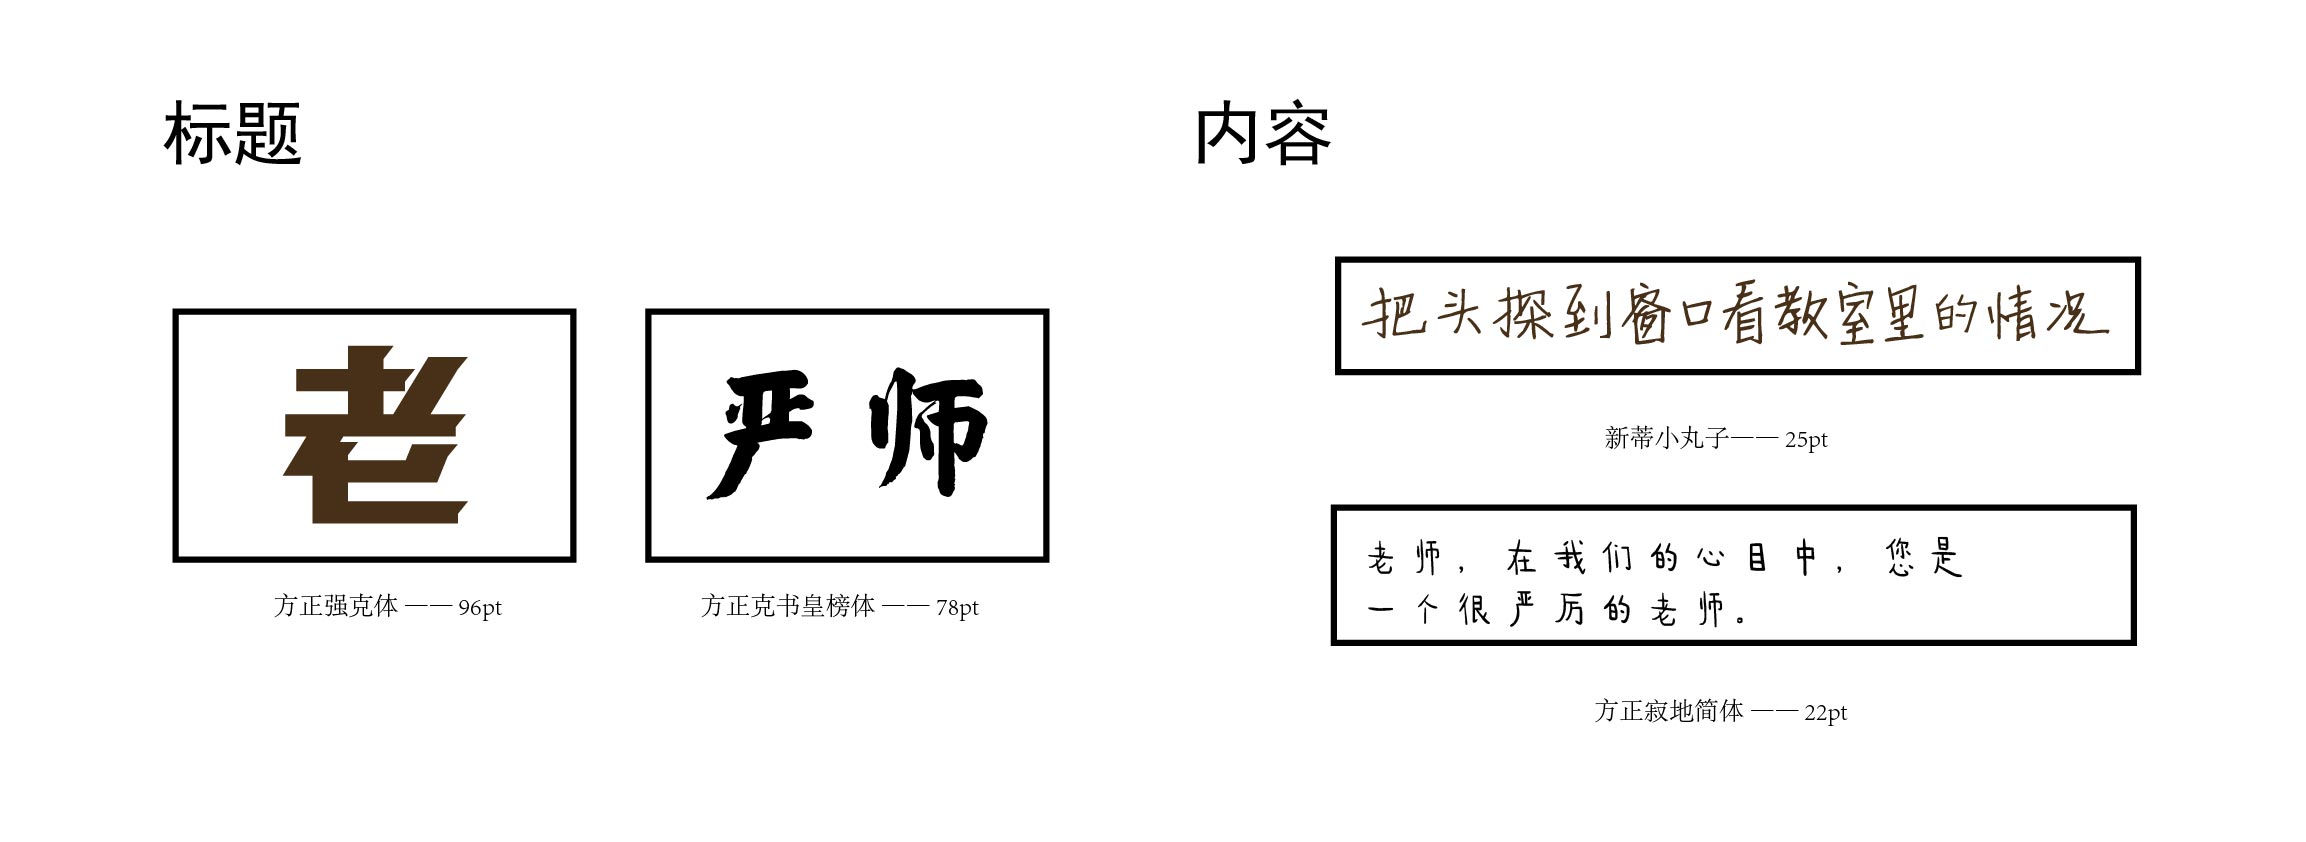 标题
老
方正强克体 —— 96pt
严师
方正克书皇榜体 —— 78pt
内容
把头探到窗口看教室里的情况
新蒂小丸子—— 25pt
老师，在我们的心目中，您是
一个很严厉的老师。
方正寂地简体 —— 22pt